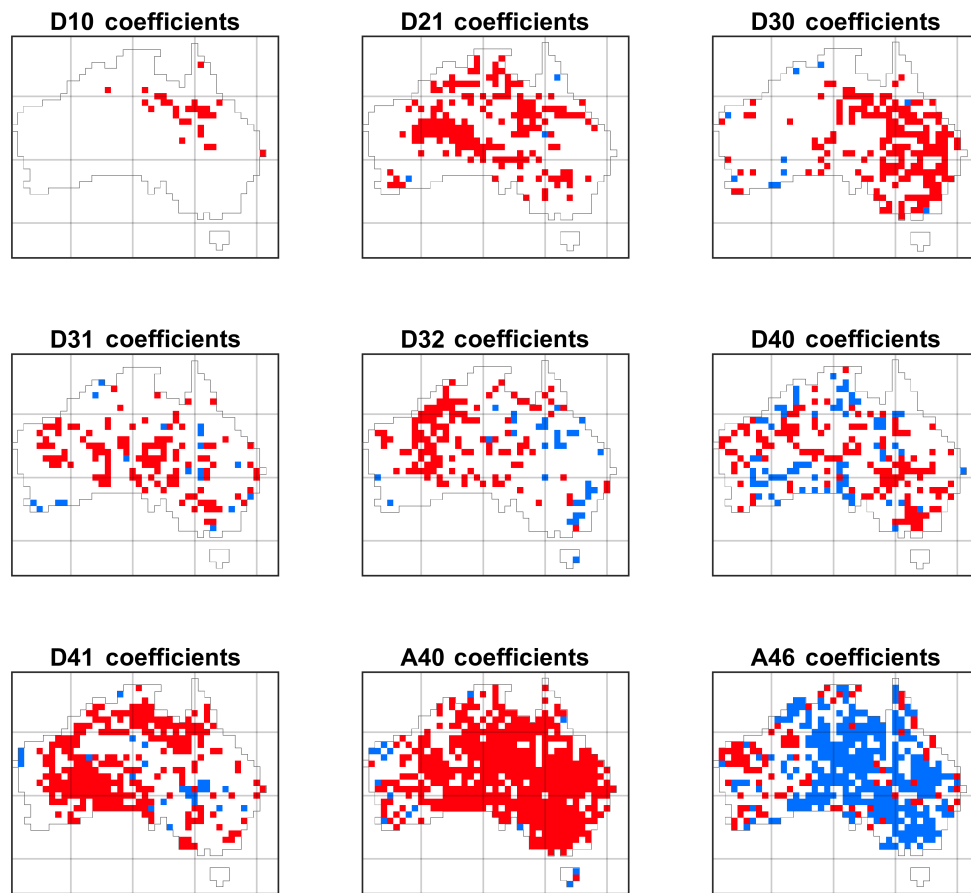 D10 coefficients
D21 coefficients
D30 coefficients
D31 coefficients
D32 coefficients
D40 coefficients
D41 coefficients
A40 coefficients
A46 coefficients